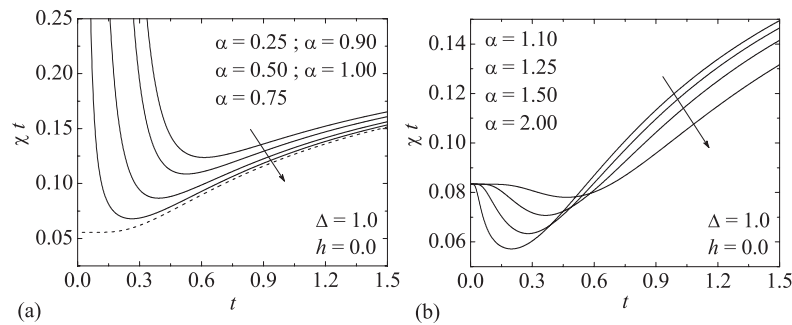 0.25
0.20
0.15
0.10
0.05
χ t
α = 0.25 ; α = 0.90
α = 0.50 ; α = 1.00
α = 0.75
Δ = 1.0
h = 0.0
0.0 0.3 0.6 0.9 1.2 1.5
t
(a)
0.14
0.12
0.10
0.08
0.06
χ t
α = 1.10
α = 1.25
α = 1.50
α = 2.00
Δ = 1.0
h = 0.0
0.0 0.3 0.6 0.9 1.2 1.5
t
(b)